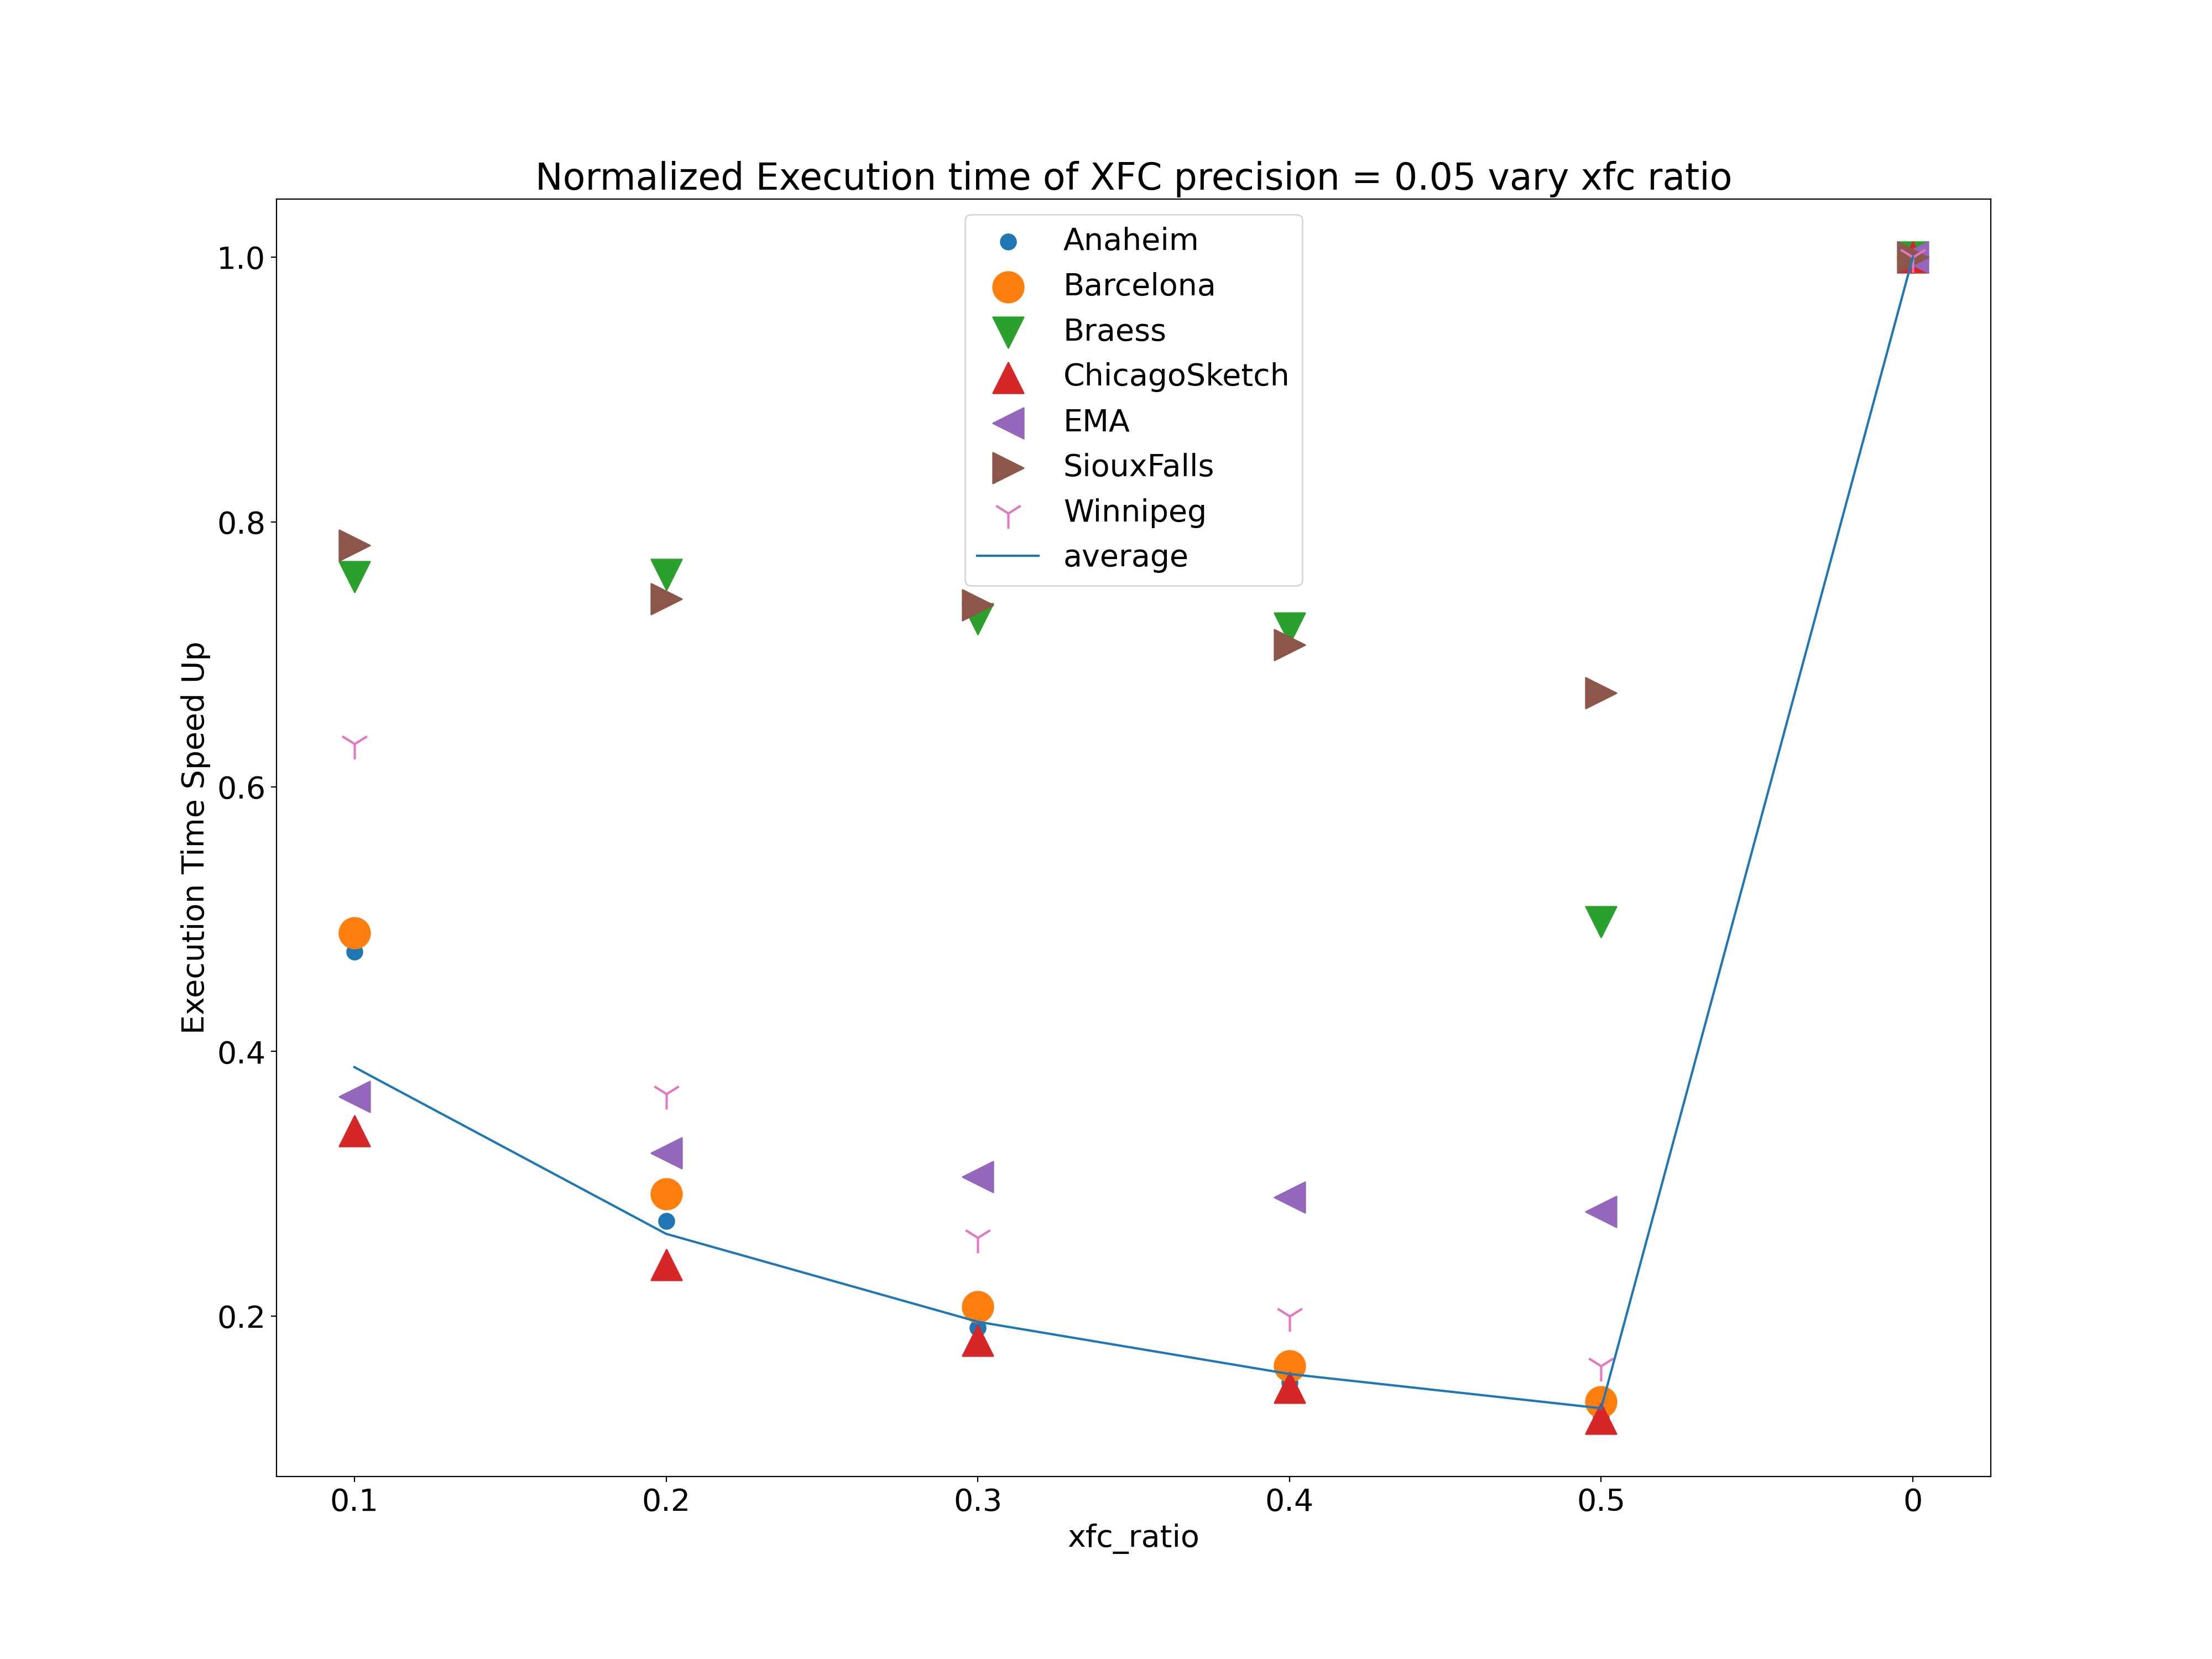 Normalized Execution time of XFC precision = 0.05 vary xfc ratio
Anaheim
Barcelona
Braess
ChicagoSketch
EMA
SiouxFalls
Winnipeg
average
Execution Time Speed Up
1.0
0.8
0.6
0.4
0.2
0.1 0.2 0.3 0.4 0.5 0
xfc_ratio